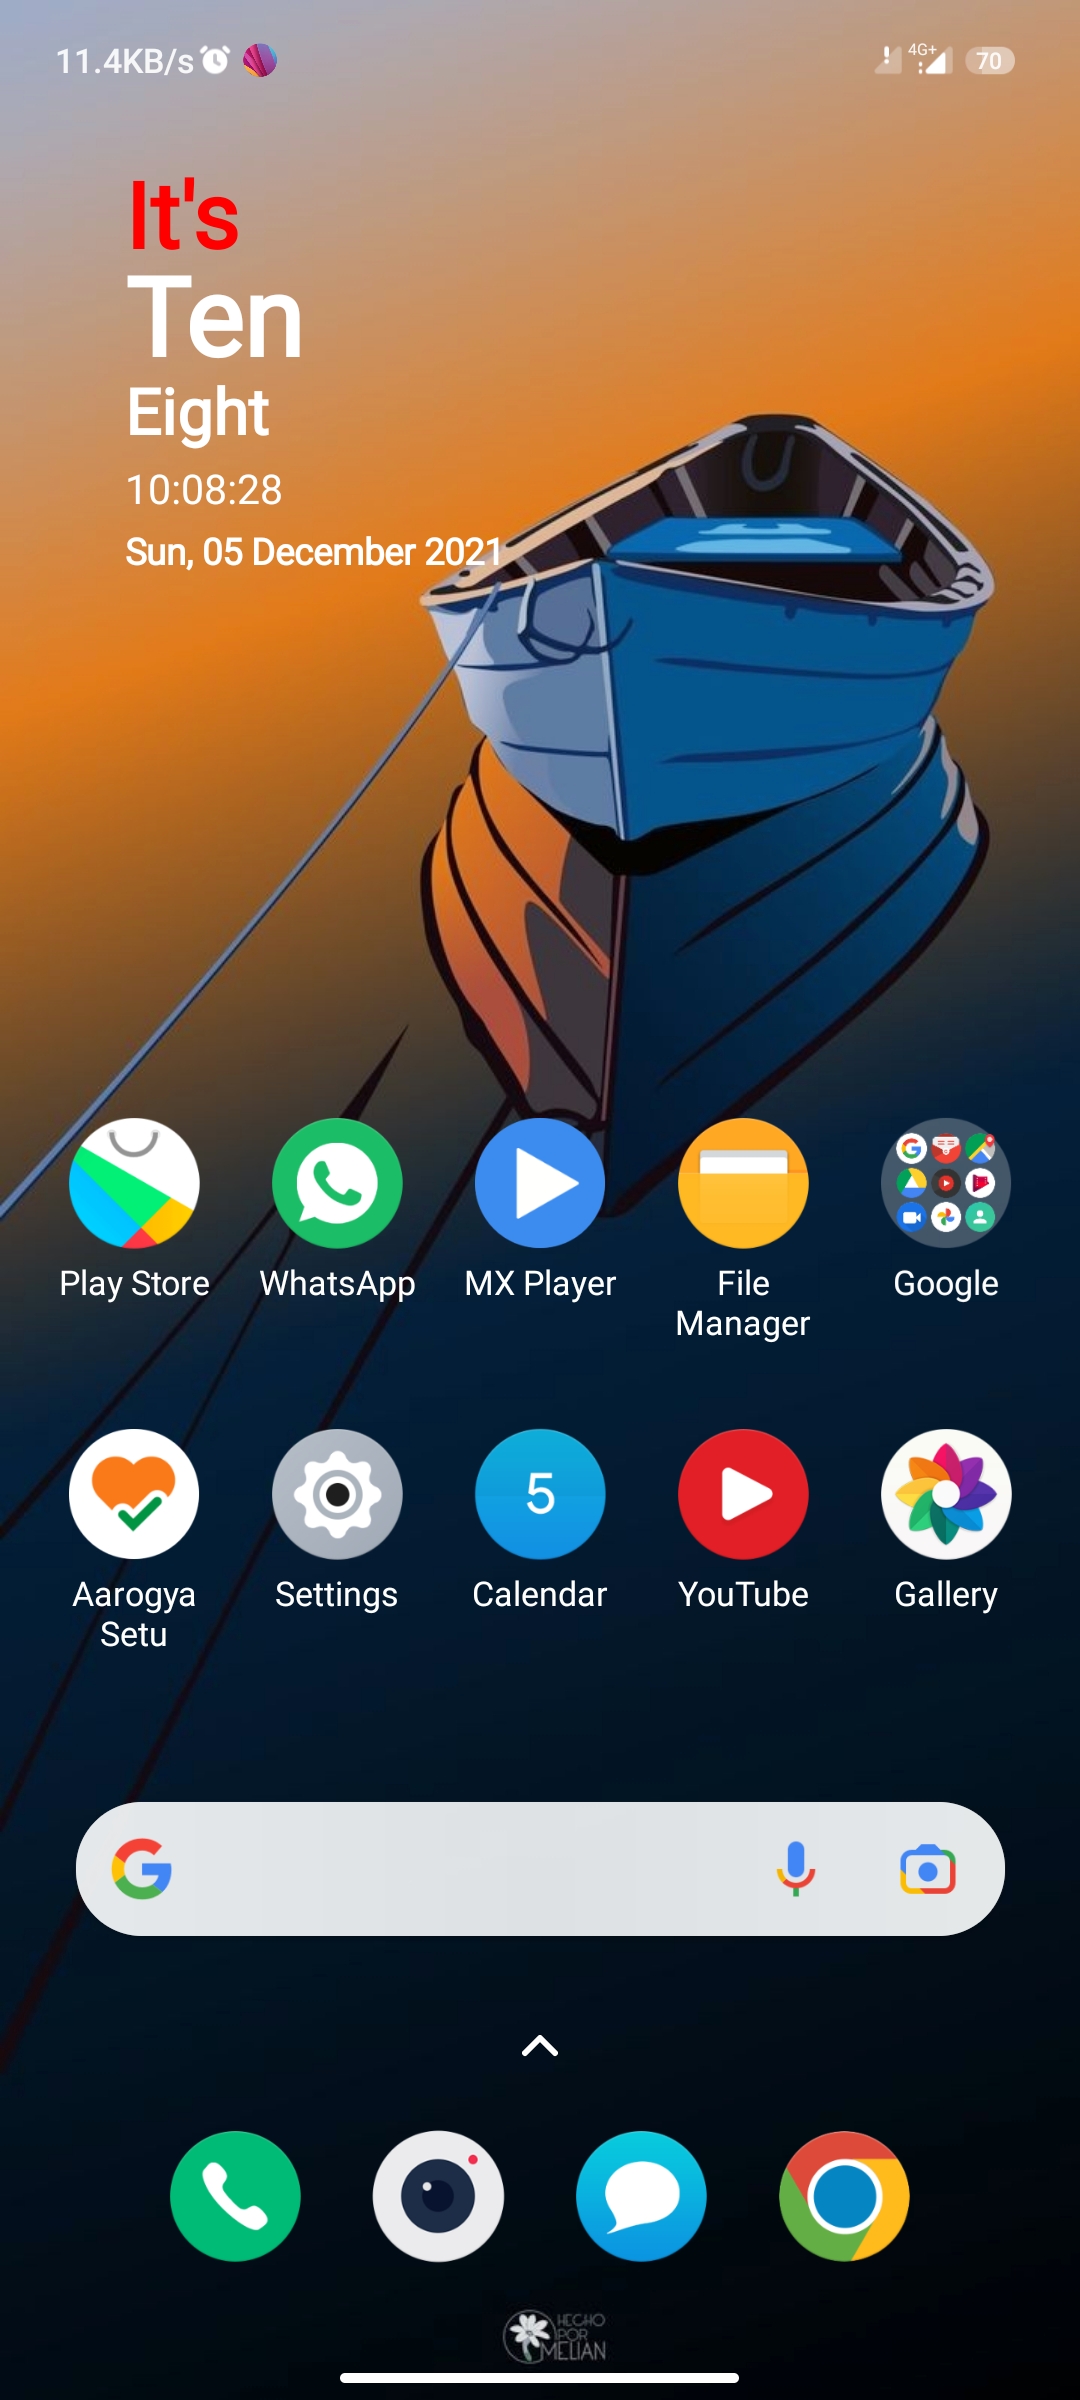 11.4KB/s 4G+ 70
It's
Ten
Eight
10:08:28
Sun, 05 December 2021
Play Store WhatsApp MX Player File Manager Google
Aarogya Setu Settings 5 Calendar YouTube Gallery
HECHO
POR
MELIAN